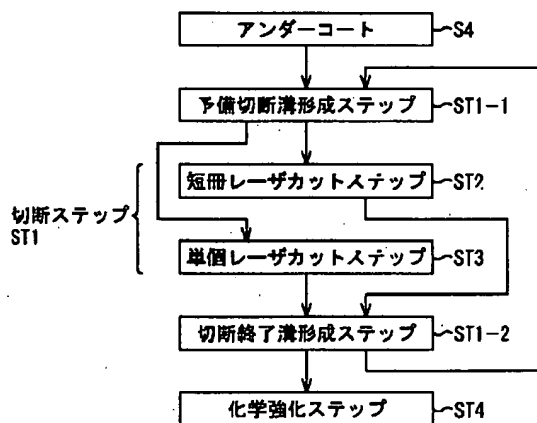 アンダーコート
S4
予備切断溝形成ステップ
ST1-1
短冊レーザカットステップ
ST2
切断ステップ
ST1
単個レーザカットステップ
ST3
切断終了溝形成ステップ
ST1-2
化学強化ステップ
ST4